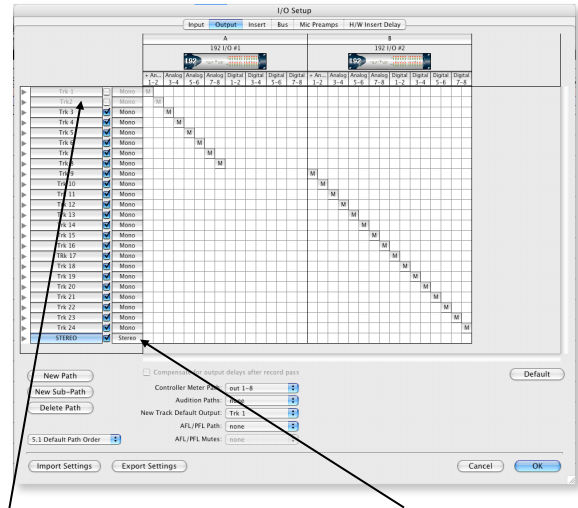 I/O Setup
Input Output Insert Bus Mic Preamps H/W Insert Delay
A B
192 I/O #1 192 I/O #2
192 192
+ An... Analog Analog Analog Digital Digital Digital Digital + An... Analog Analog Analog Digital Digital Digital Digital
1-2 3-4 5-6 7-8 1-2 3-4 5-6 7-8 1-2 3-4 5-6 7-8 1-2 3-4 5-6 7-8
Trk 1 Mono M
Trk2 Mono M
Trk 3 Mono M
Trk 4 Mono M
Trk 5 Mono M
Trk 6 Mono M
Trk Mono M
Trk 8 Mono M
Trk 9 Mono M
Trk 10 Mono M
Trk 11 Mono M
Trk 12 Mono M
Trk 13 Mono M
Trk 14 Mono M
Trk 15 Mono M
Trk 16 Mono M
TRk 17 Mono M
Trk 18 Mono M
Trk 19 Mono M
Trk 20 Mono M
Trk 21 Mono M
Trk 22 Mono M
Trk 23 Mono M
Trk 24 Mono M
STEREO Stereo
New Path
New Sub-Path
Delete Path
5.1 Default Path Order
Compensate for output delays after record pass
Controller Meter Path: out 1-8
Audition Paths: none
New Track Default Output: Trk 1
AFL/PFL Path: none
AFL/PFL Mutes: none
Default
Import Settings Export Settings Cancel OK